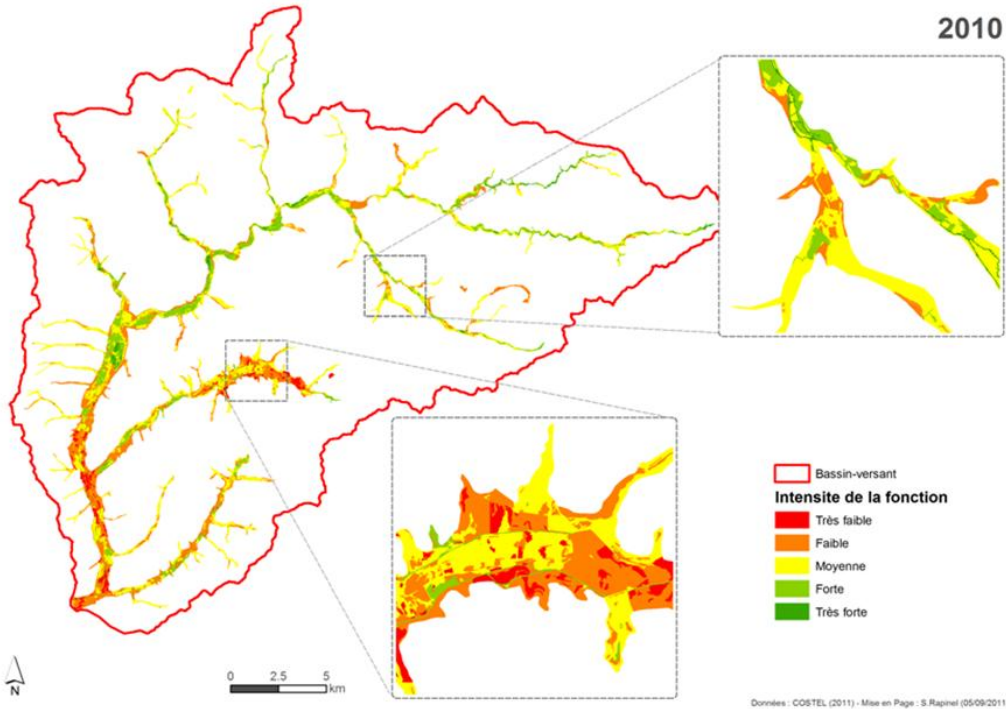 2010
Bassin-versant
Intensite de la fonction
Très faible
Faible
Moyenne
Forte
Très forte
0 2.5 5
km
N
Données : COSTEL (2011) - Mise en Page : S.Rapinel (05/09/2011